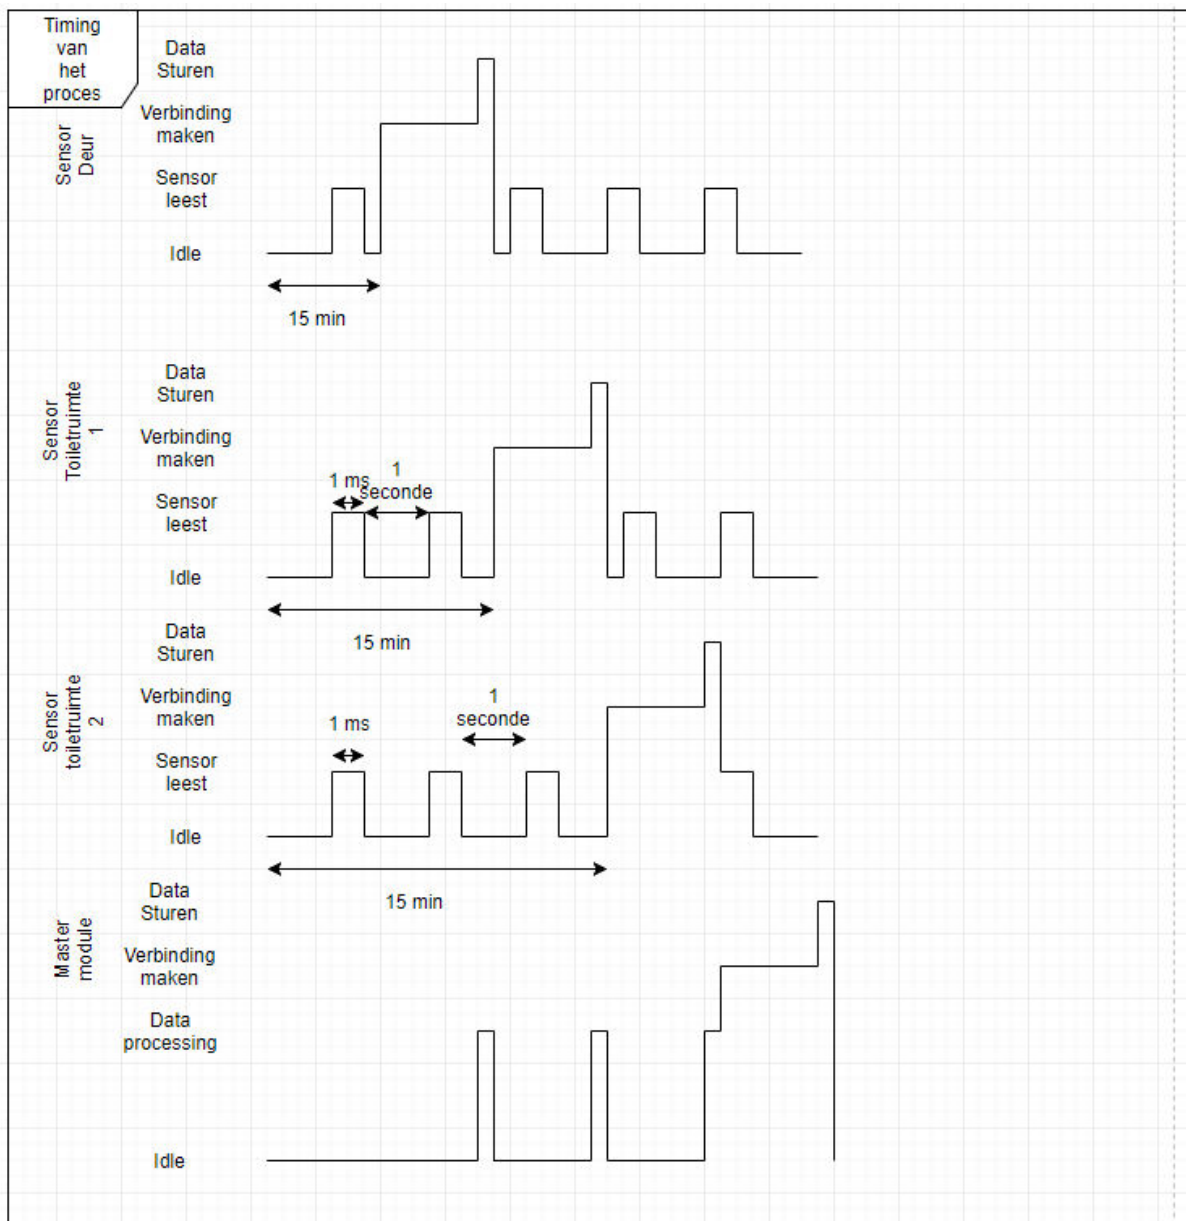 Timing
van
het
proces
Sensor
Deur
Data
Sturen
Verbinding
maken
Sensor
leest
Idle
15 min
Sensor
Toiletruimte
1
Data
Sturen
Verbinding
maken
Sensor
leest
Idle
1 ms
1
seconde
15 min
Sensor
toiletruimte
2
Data
Sturen
Verbinding
maken
Sensor
leest
Idle
1 ms
1
seconde
15 min
Master
module
Data
Sturen
Verbinding
maken
Data
processing
Idle